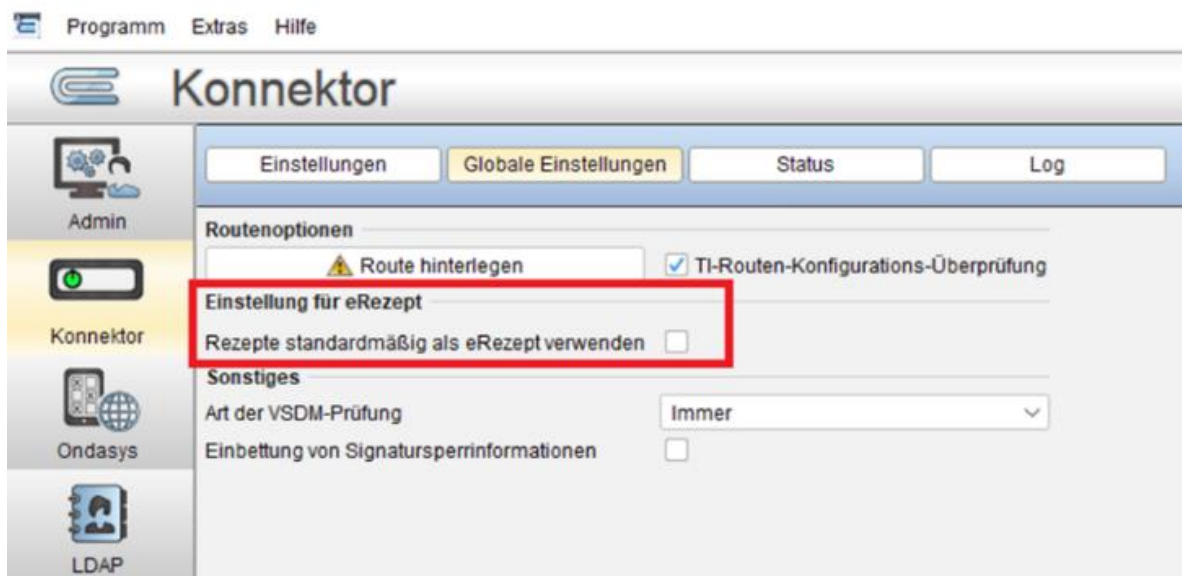 Programm Extras Hilfe
Konnektor
Einstellungen Globale Einstellungen Status Log
Admin
Routenoptionen
Route hinterlegen TI-Routen-Konfigurations-Überprüfung
Einstellung für eRezept
Konnektor
Rezepte standardmäßig als eRezept verwenden
Sonstiges
Art der VSDM-Prüfung Immer
Ondasys
Einbettung von Signatursperrinformationen
LDAP